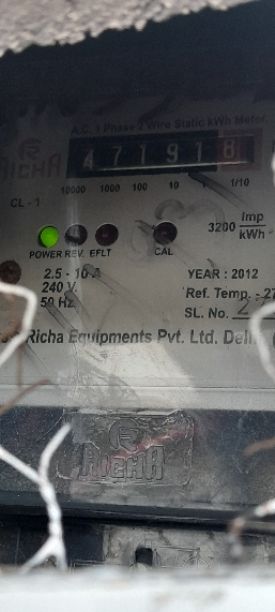 A.C. 1 Phase 2 Wire Static kWh Meter
RICHA
471918
10000 1000 100 10 1 1/10
CL - 1
3200 Imp/kWh
POWER REV. EFLT CAL
2.5 - 10 A
240 V.
50 Hz
YEAR : 2012
Ref. Temp. - 27
SL. No. 2
Richa Equipments Pvt. Ltd.
RICHA